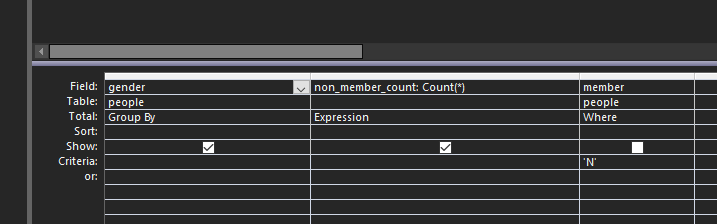 Field: gender non_member_count: Count(*) member
Table: people people
Total: Group By Expression Where
Sort:
Show:
Criteria: 'N'
or: